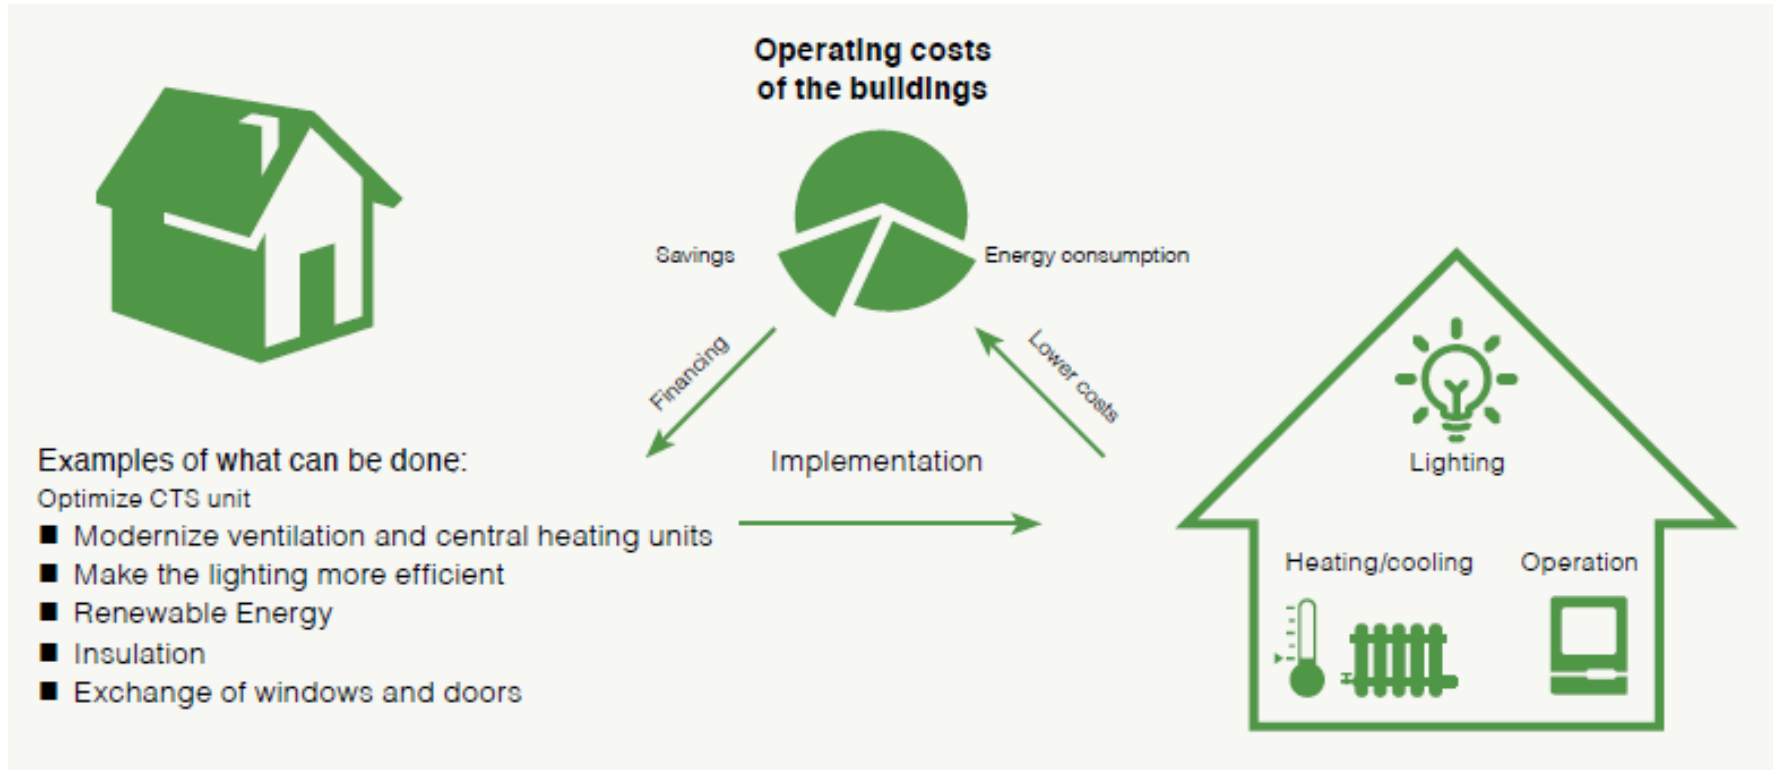 Operating costs
of the buildings
Savings
Energy consumption
Financing
Lower costs
Implementation
Examples of what can be done:
Optimize CTS unit
Modernize ventilation and central heating units
Make the lighting more efficient
Renewable Energy
Insulation
Exchange of windows and doors
Lighting
Heating/cooling
Operation